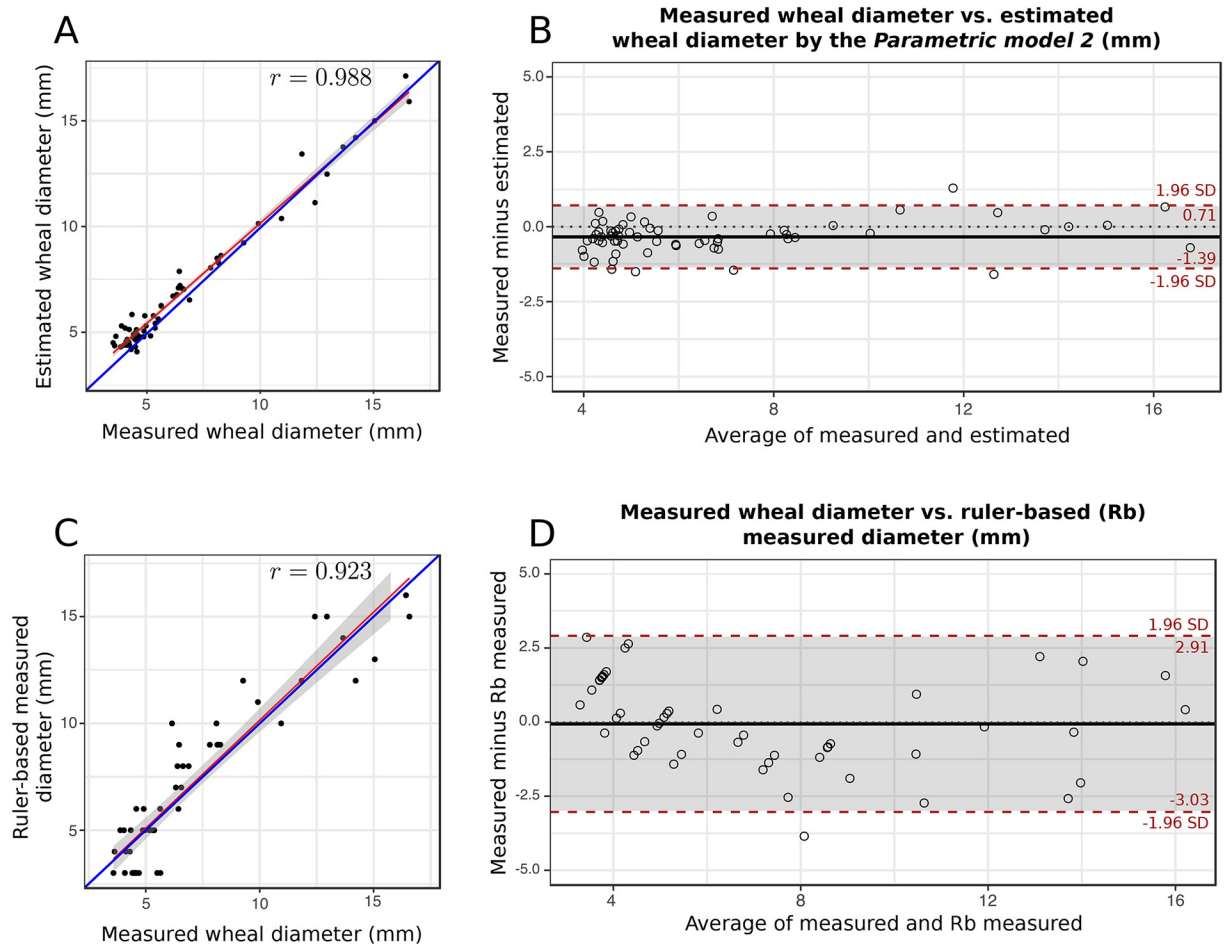 A
r = 0.988
Estimated wheal diameter (mm)
15
10
5
5 10 15
Measured wheal diameter (mm)
B
Measured wheal diameter vs. estimated
wheal diameter by the Parametric model 2 (mm)
Measured minus estimated
5.0
2.5
0.0
-2.5
-5.0
1.96 SD
0.71
-1.39
-1.96 SD
4 8 12 16
Average of measured and estimated
C
r = 0.923
Ruler-based measured
diameter (mm)
15
10
5
5 10 15
Measured wheal diameter (mm)
D
Measured wheal diameter vs. ruler-based (Rb)
measured diameter (mm)
Measured minus Rb measured
5.0
2.5
0.0
-2.5
-5.0
1.96 SD
2.91
-3.03
-1.96 SD
4 8 12 16
Average of measured and Rb measured